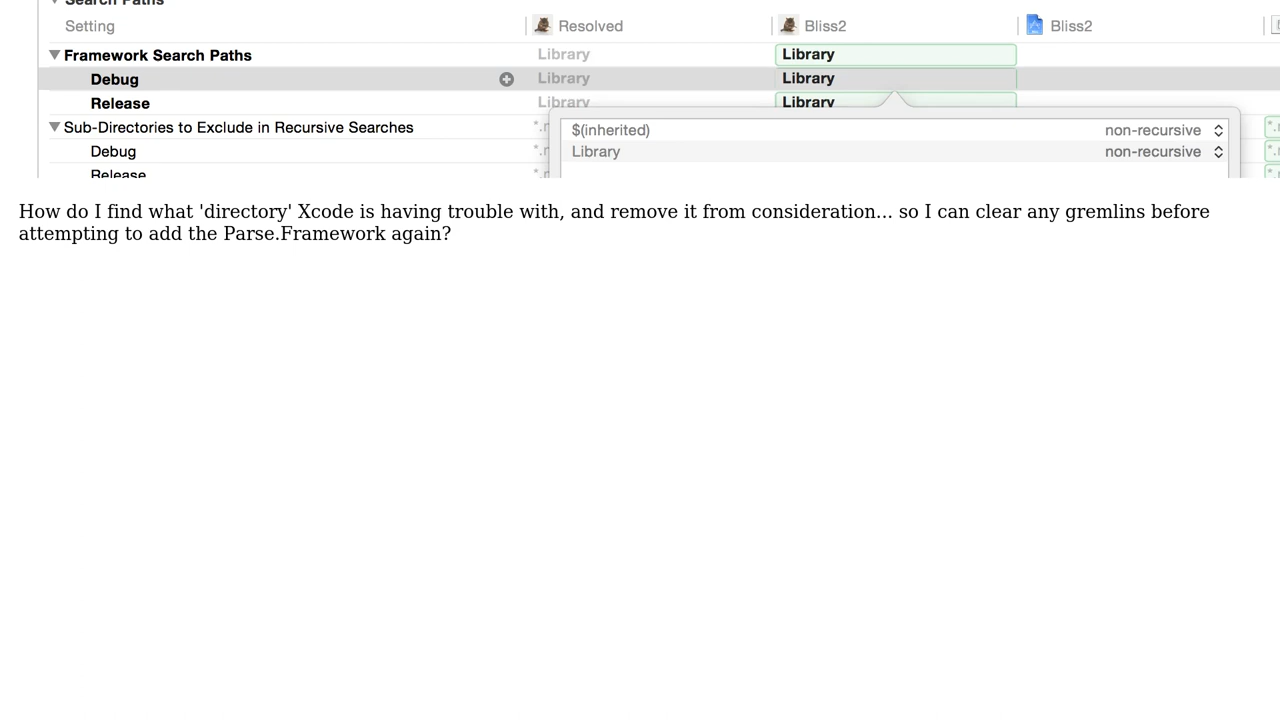 Search Paths
Setting Resolved Bliss2 Bliss2
Framework Search Paths Library Library
Debug Library Library
Release Library Library
Sub-Directories to Exclude in Recursive Searches
$(inherited) non-recursive
Debug
Library non-recursive
Release
How do I find what 'directory' Xcode is having trouble with, and remove it from consideration... so I can clear any gremlins before
attempting to add the Parse.Framework again?